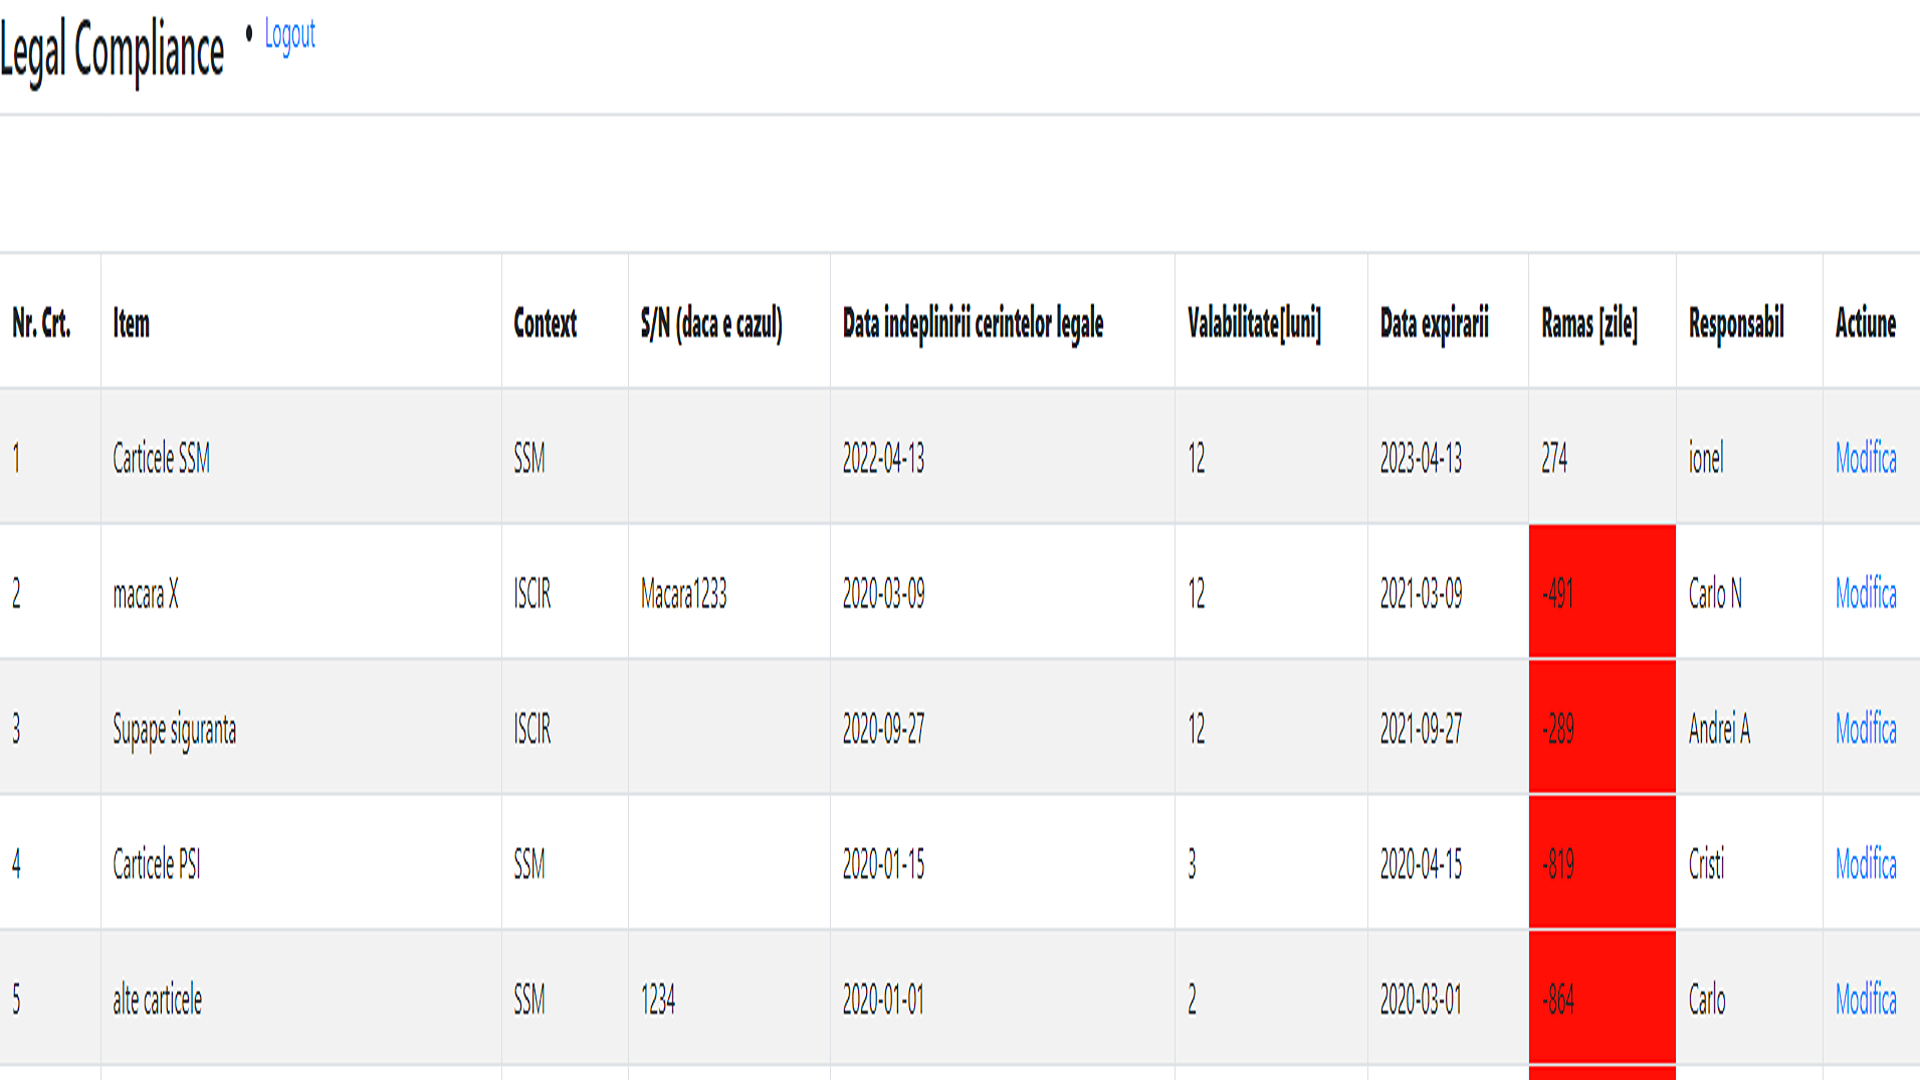 Legal Compliance • Logout
Nr. Crt. Item Context S/N (daca e cazul) Data indeplinirii cerintelor legale Valabilitate[luni] Data expirarii Ramas [zile] Responsabil Actiune
1 Carticele SSM SSM 2022-04-13 12 2023-04-13 274 ionel Modifica
2 macara X ISCIR Macara1233 2020-03-09 12 2021-03-09 -491 Carlo N Modifica
3 Supape siguranta ISCIR 2020-09-27 12 2021-09-27 -289 Andrei A Modifica
4 Carticele PSI SSM 2020-01-15 3 2020-04-15 -819 Cristi Modifica
5 alte carticele SSM 1234 2020-01-01 2 2020-03-01 -864 Carlo Modifica